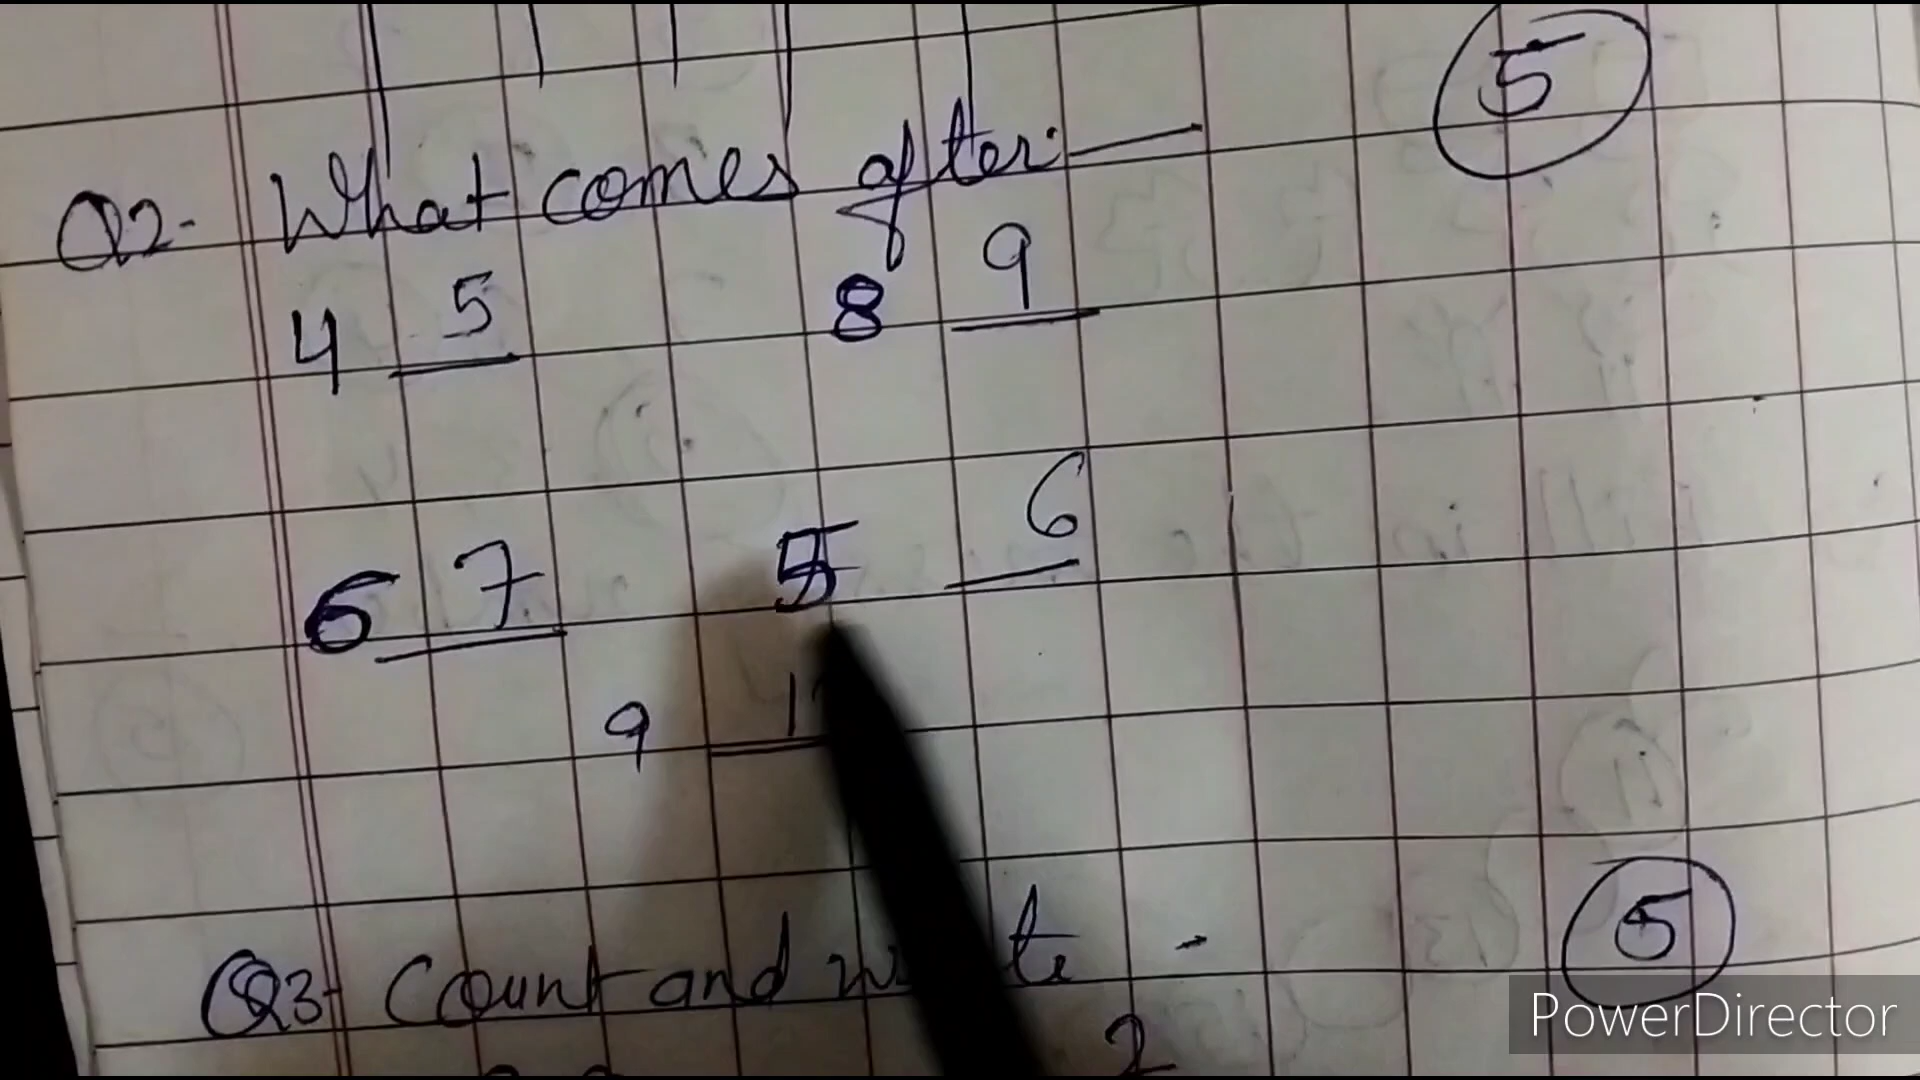 5
Q2- What comes after:—
4 5 8 9
6 7 5 6
9
Q3- Count and 5
2
PowerDirector